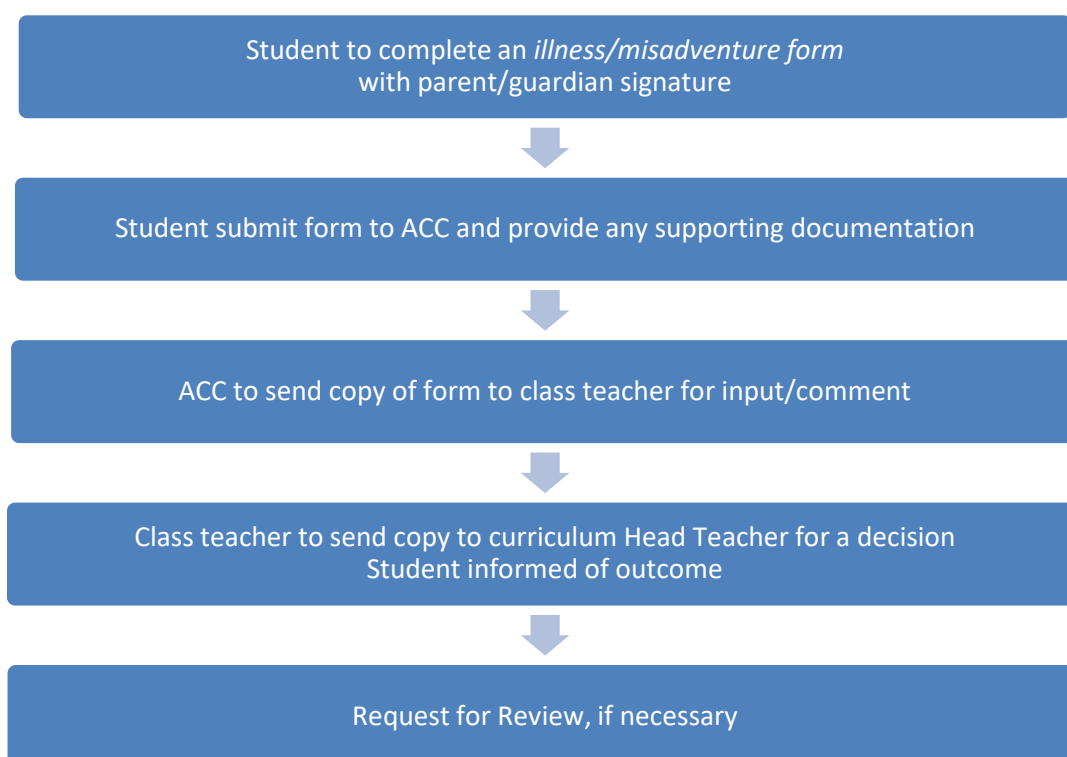 Student to complete an illness/misadventure form
with parent/guardian signature
Student submit form to ACC and provide any supporting documentation
ACC to send copy of form to class teacher for input/comment
Class teacher to send copy to curriculum Head Teacher for a decision
Student informed of outcome
Request for Review, if necessary